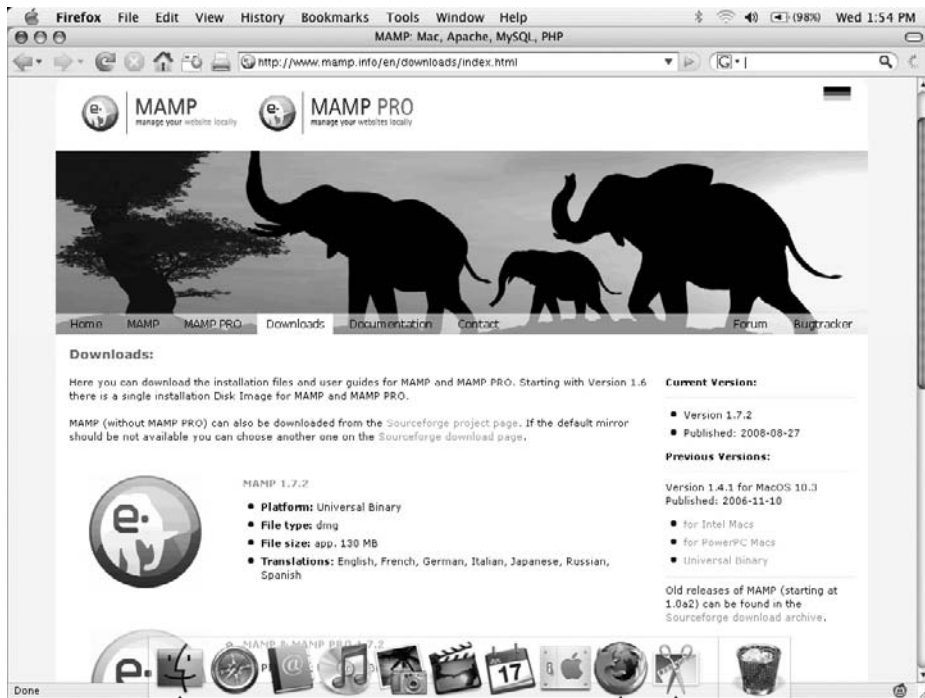 Firefox File Edit View History Bookmarks Tools Window Help (98%) Wed 1:54 PM
MAMP: Mac, Apache, MySQL, PHP
http://www.mamp.info/en/downloads/index.html G
e. MAMP
manage your website locally
e. MAMP PRO
manage your websites locally
Home MAMP MAMP PRO Downloads Documentation Contact Forum Bugtracker
Downloads:
Here you can download the installation files and user guides for MAMP and MAMP PRO. Starting with Version 1.6
there is a single installation Disk Image for MAMP and MAMP PRO.
MAMP (without MAMP PRO) can also be downloaded from the Sourceforge project page. If the default mirror
should be not available you can choose another one on the Sourceforge download page.
e.
MAMP 1.7.2
Platform: Universal Binary
File type: dmg
File size: app. 130 MB
Translations: English, French, German, Italian, Japanese, Russian,
Spanish
Current Version:
Version 1.7.2
Published: 2008-08-27
Previous Versions:
Version 1.4.1 for MacOS 10.3
Published: 2006-11-10
for Intel Macs
for PowerPC Macs
Universal Binary
Old releases of MAMP (starting at
1.0a2) can be found in the
Sourceforge download archive.
MAMP & MAMP PRO 1.7.2
17
Done